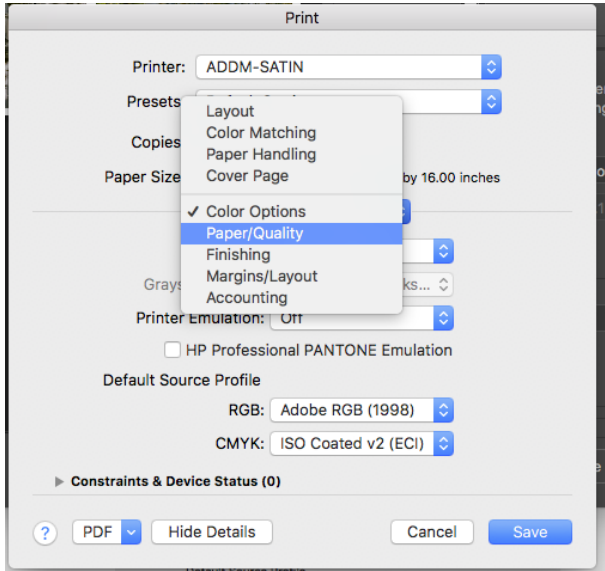 Print
Printer: ADDM-SATIN
Presets
Layout
Color Matching
Copies
Paper Handling
Paper Size
Cover Page
by 16.00 inches
✓ Color Options
Paper/Quality
Finishing
Margins/Layout
Grays
ks...
Accounting
Printer Emulation: Off
HP Professional PANTONE Emulation
Default Source Profile
RGB: Adobe RGB (1998)
CMYK: ISO Coated v2 (ECI)
Constraints & Device Status (0)
? PDF Hide Details Cancel Save